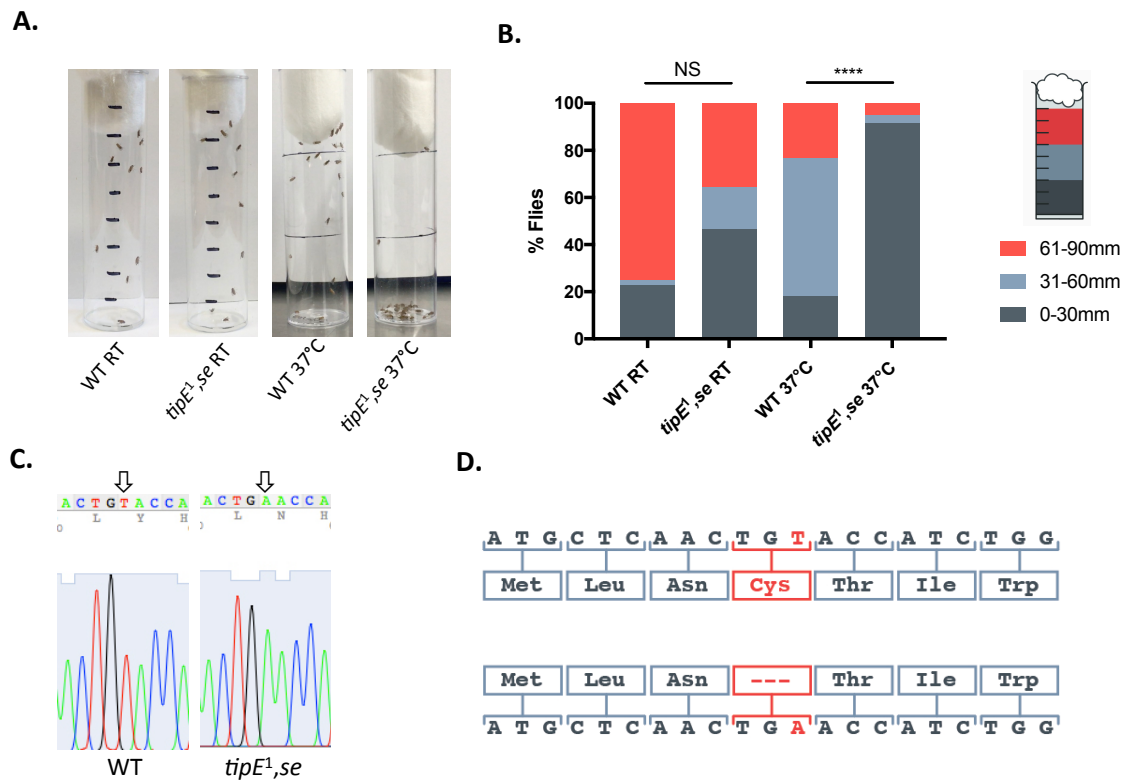 A.
WT RT
tipE¹,se RT
WT 37°C
tipE¹,se 37°C
B.
NS
****
100
80
60
40
20
0
% Flies
WT RT
tipE¹,se RT
WT 37°C
tipE¹,se 37°C
61-90mm
31-60mm
0-30mm
C.
A C T G T A C C A
L Y H
WT
A C T G A A C C A
L N H
tipE¹,se
D.
A T G C T C A A C T G T A C C A T C T G G
Met Leu Asn Cys Thr Ile Trp
Met Leu Asn --- Thr Ile Trp
A T G C T C A A C T G A A C C A T C T G G